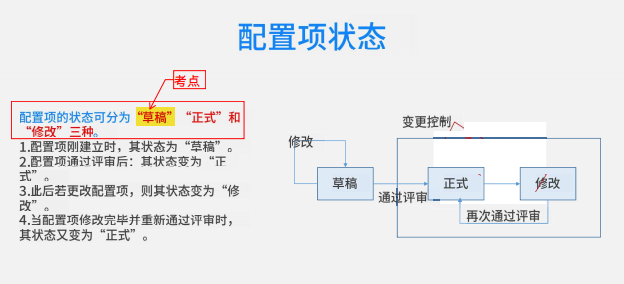 配置项状态
考点
配置项的状态可分为“草稿”“正式”和
“修改”三种。
1.配置项刚建立时，其状态为“草稿”。
2.配置项通过评审后：其状态变为“正
式”。
3.此后若更改配置项，则其状态变为“修
改”。
4.当配置项修改完毕并重新通过评审时，
其状态又变为“正式”。
变更控制
修改
草稿
正式
修改
通过评审
再次通过评审